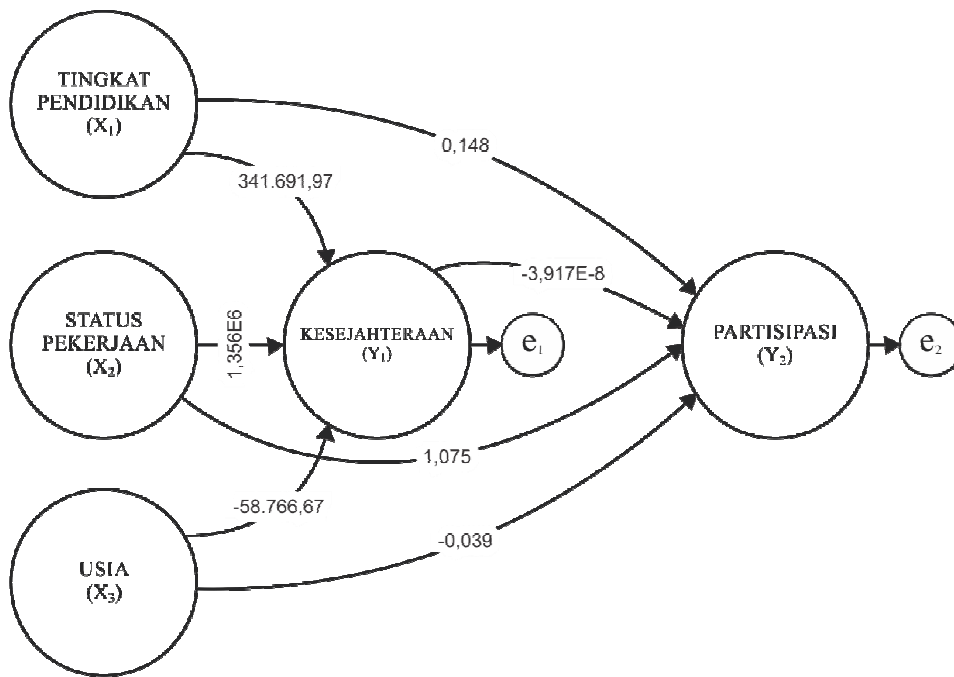 TINGKAT
PENDIDIKAN
(X₁)
0,148
341.691,97
STATUS
PEKERJAAN
(X₂)
1,356E6
KESEJAHTERAAN
(Y₁)
-3,917E-8
e₁
PARTISIPASI
(Y₂)
e₂
1,075
-58.766,67
-0,039
USIA
(X₃)